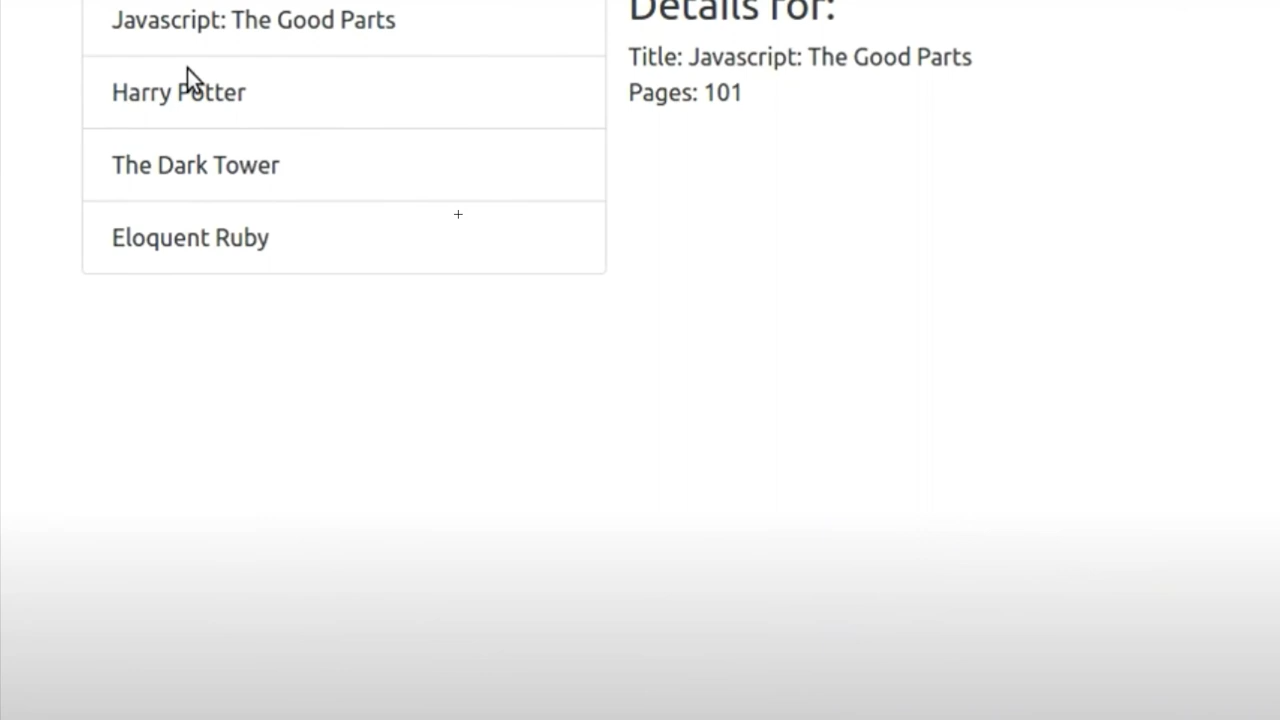 Javascript: The Good Parts
Harry Potter
The Dark Tower
Eloquent Ruby
Details for:
Title: Javascript: The Good Parts
Pages: 101